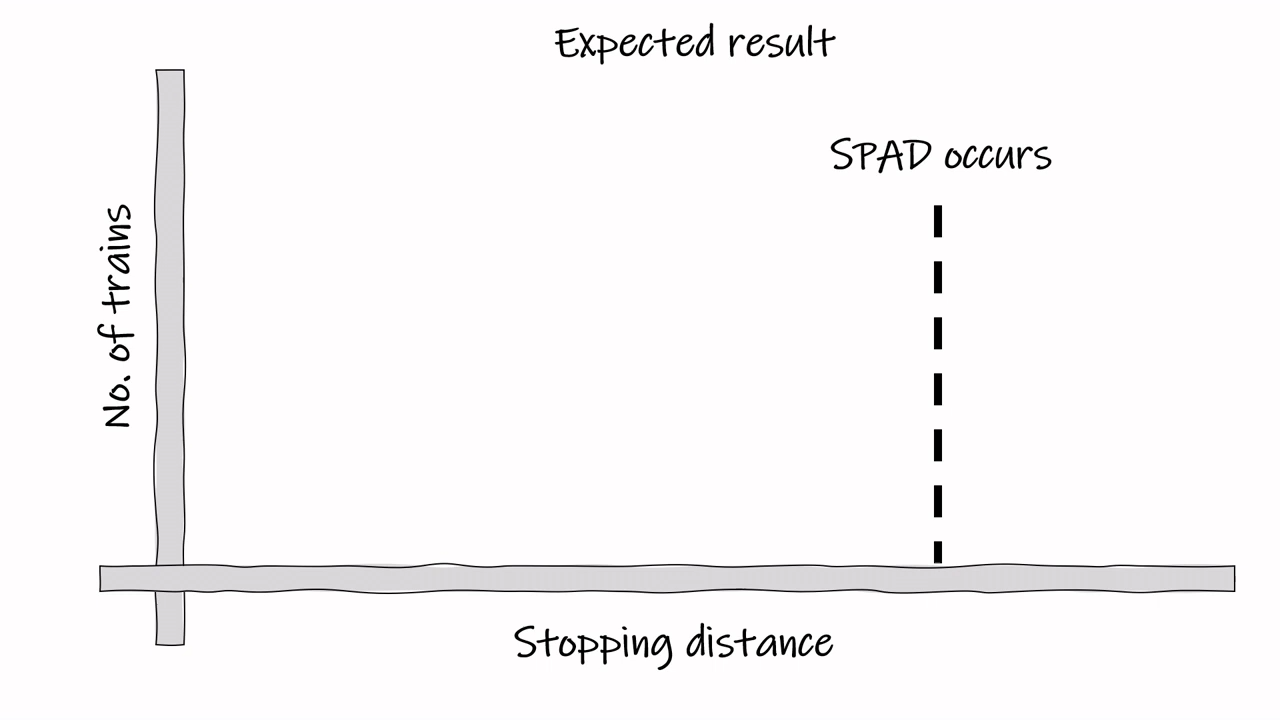 Expected result
SPAD occurs
No. of trains
Stopping distance